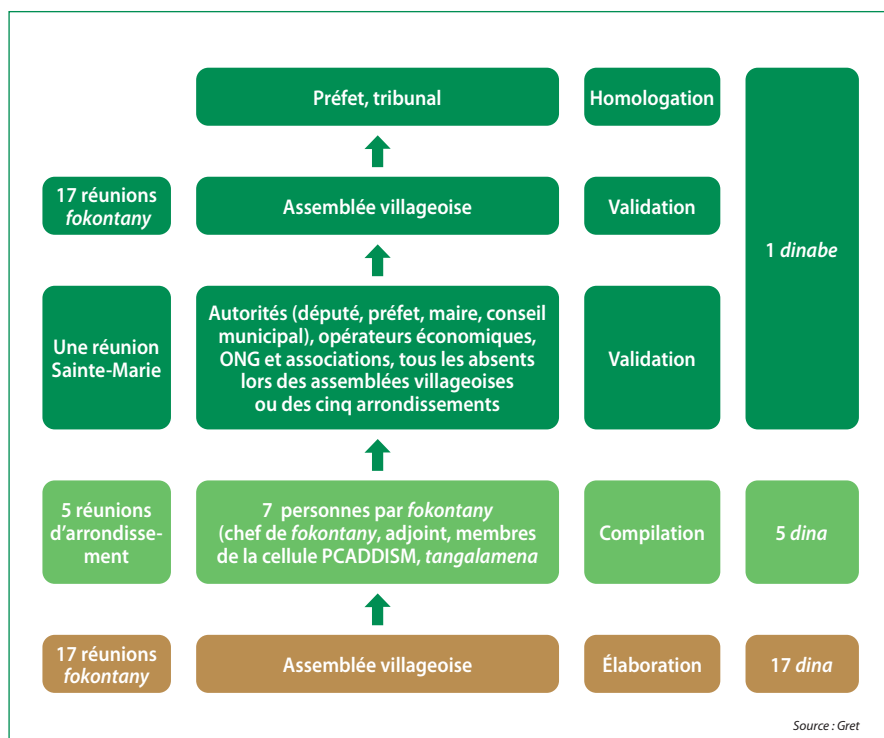 Préfet, tribunal
Homologation
1 dinabe
17 réunions
fokontany
Assemblée villageoise
Validation
Une réunion
Sainte-Marie
Autorités (député, préfet, maire, conseil
municipal), opérateurs économiques,
ONG et associations, tous les absents
lors des assemblées villageoises
ou des cinq arrondissements
Validation
5 réunions
d'arrondisse-
ment
7 personnes par fokontany
(chef de fokontany, adjoint, membres
de la cellule PCADDISM, tangalamena
Compilation
5 dina
17 réunions
fokontany
Assemblée villageoise
Élaboration
17 dina
Source : Gret